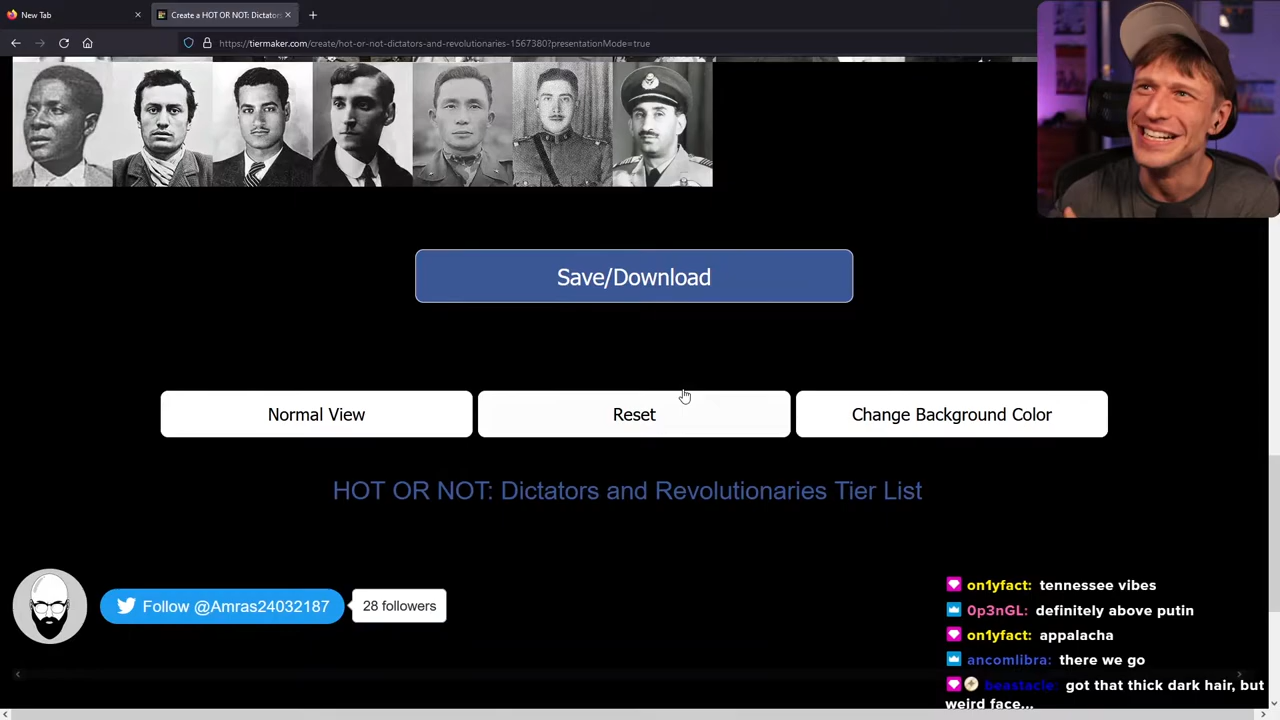 New Tab
Create a HOT OR NOT: Dictators
https://tiermaker.com/create/hot-or-not-dictators-and-revolutionaries-1567380?presentationMode=true
Save/Download
Normal View
Reset
Change Background Color
HOT OR NOT: Dictators and Revolutionaries Tier List
Follow @Amras24032187
28 followers
on1yfact: tennessee vibes
0p3nGL: definitely above putin
on1yfact: appalacha
ancomlibra: there we go
beastacle: got that thick dark hair, but
weird face...